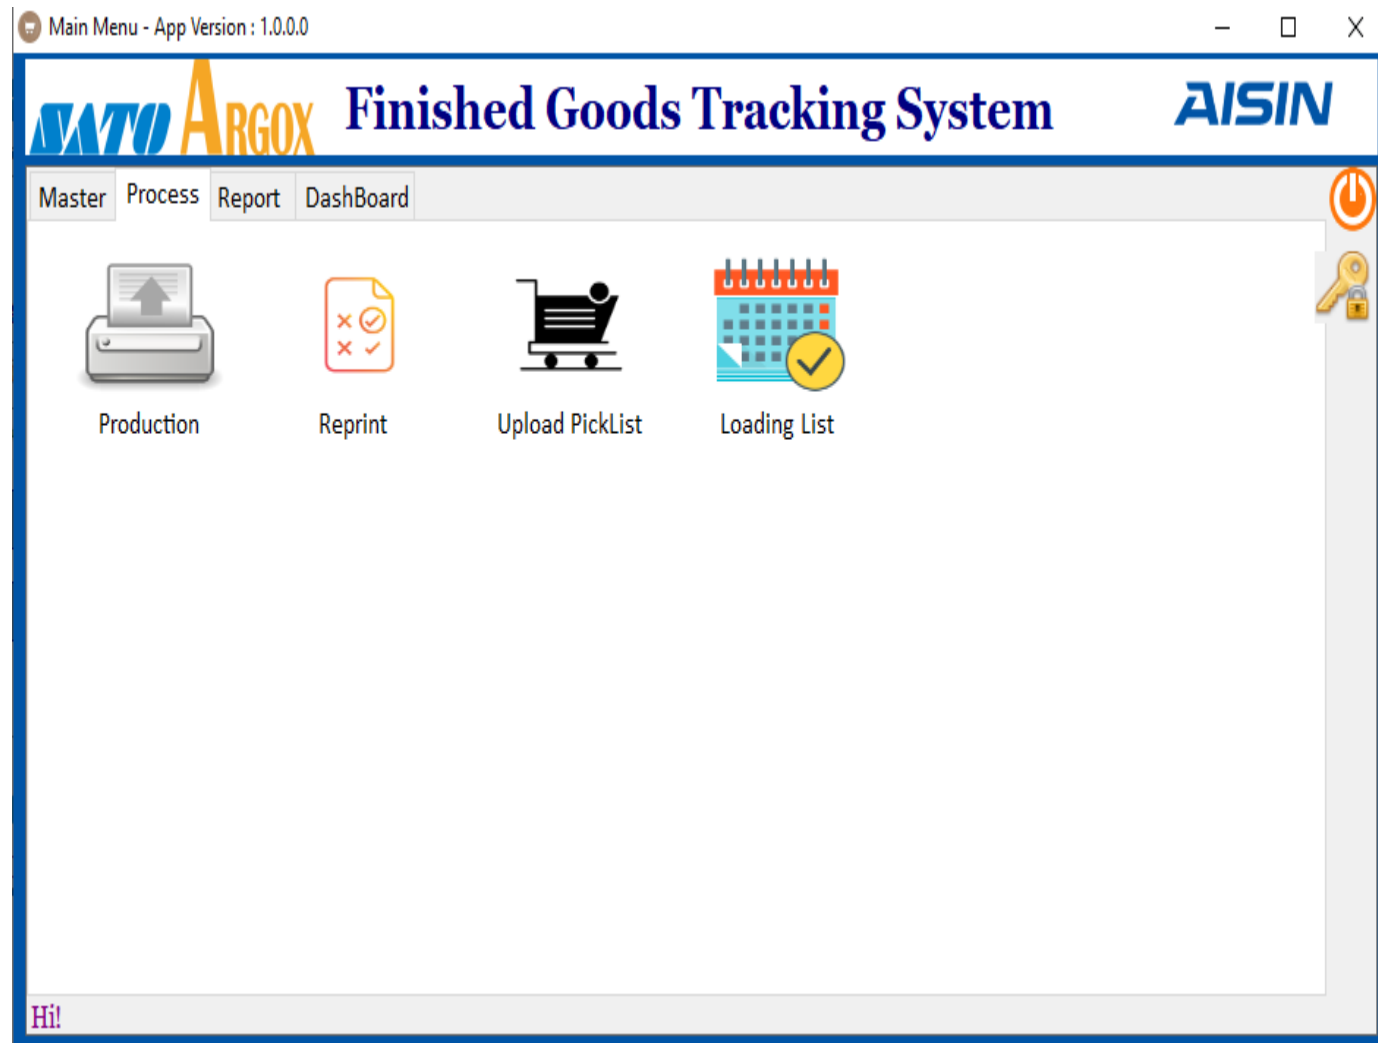 Main Menu - App Version : 1.0.0.0
SATO ARGOX Finished Goods Tracking System AISIN
Master Process Report DashBoard
Production Reprint Upload PickList Loading List
Hi!